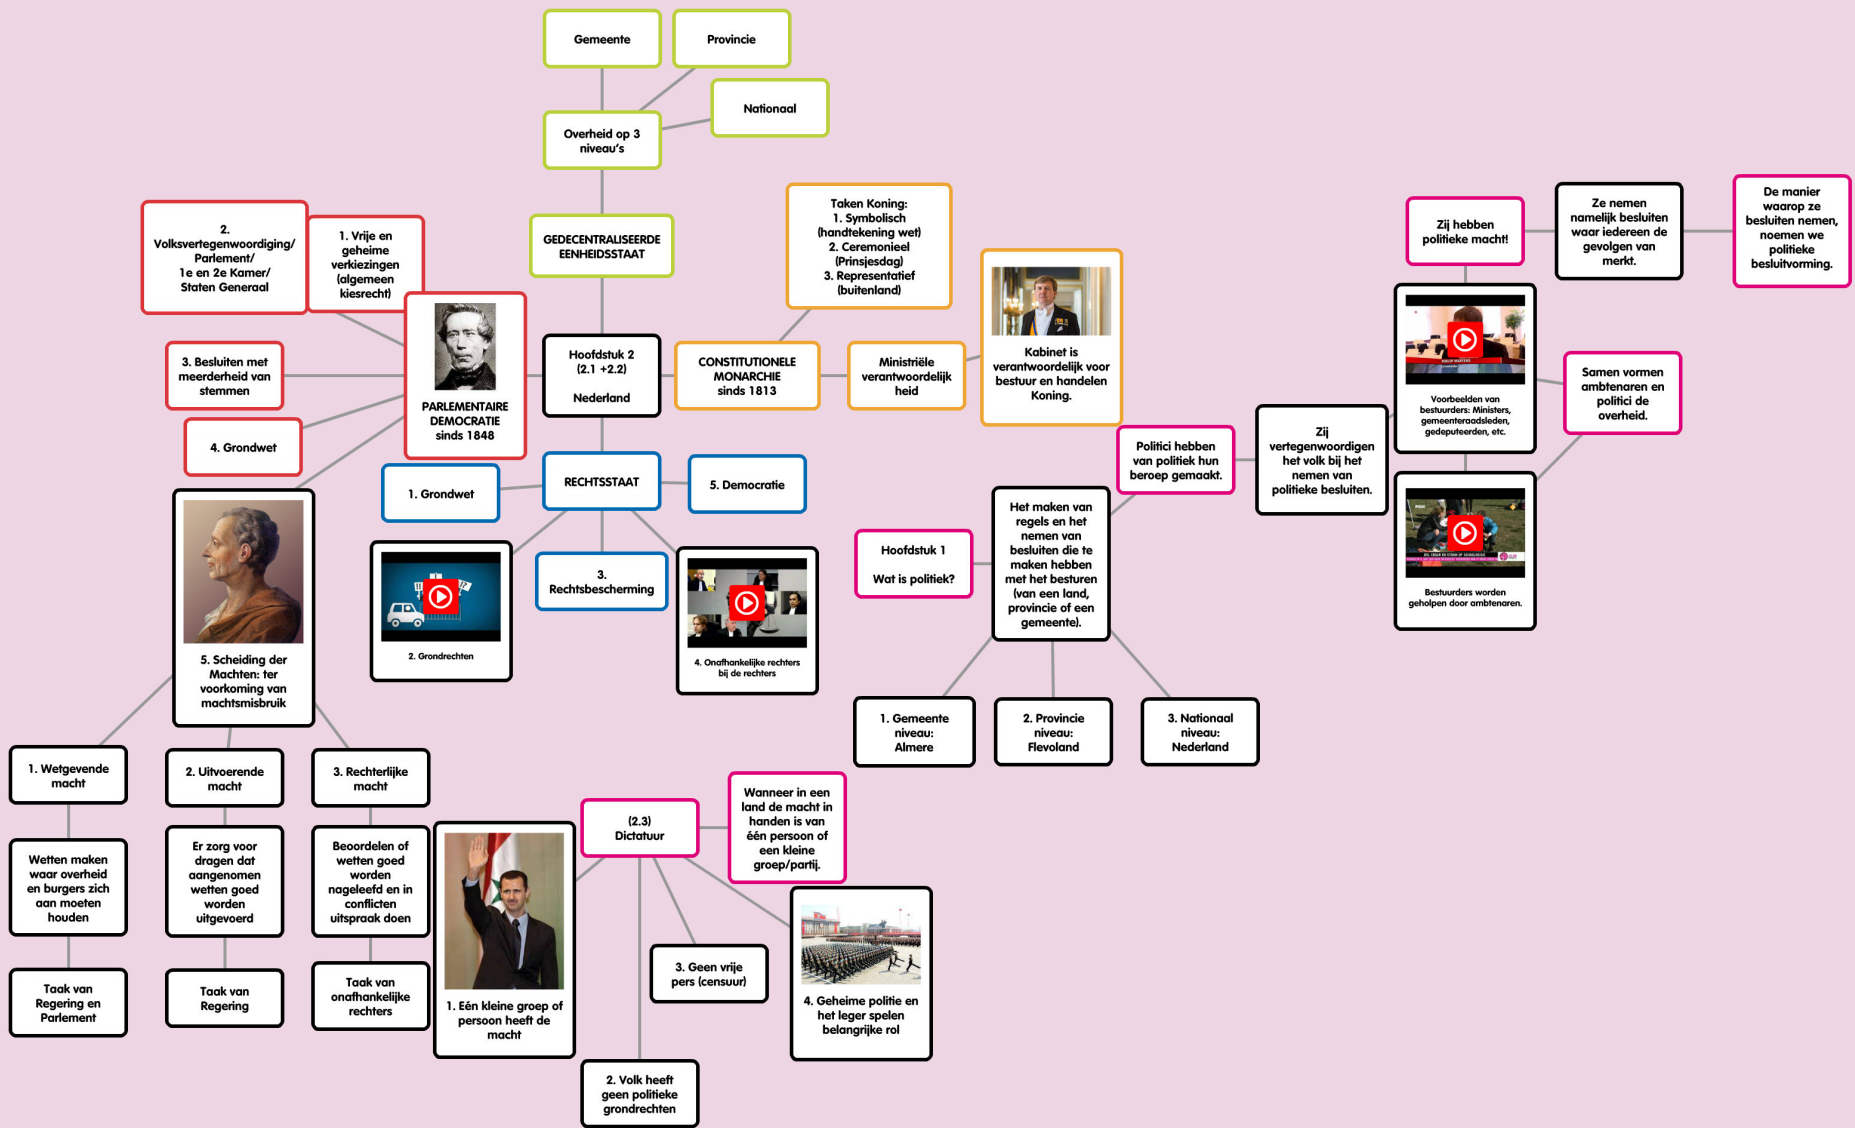 Gemeente
Provincie
Nationaal
Overheid op 3
niveau's
GEDECENTRALISEERDE
EENHEIDSSTAAT
2.
Volksvertegenwoordiging/
Parlement/
1e en 2e Kamer/
Staten Generaal
1. Vrije en
geheime
verkiezingen
(algemeen
kiesrecht)
3. Besluiten met
meerderheid van
stemmen
4. Grondwet
PARLEMENTAIRE
DEMOCRATIE
sinds 1848
Hoofdstuk 2
(2.1 +2.2)
Nederland
CONSTITUTIONELE
MONARCHIE
sinds 1813
Taken Koning:
1. Symbolisch
(handtekening wet)
2. Ceremonieel
(Prinsjesdag)
3. Representatief
(buitenland)
Ministriële
verantwoordelijk
heid
Kabinet is
verantwoordelijk voor
bestuur en handelen
Koning.
RECHTSSTAAT
1. Grondwet
5. Democratie
2. Grondrechten
3.
Rechtsbescherming
4. Onafhankelijke rechters
bij de rechters
5. Scheiding der
Machten: ter
voorkoming van
machtsmisbruik
1. Wetgevende
macht
2. Uitvoerende
macht
3. Rechterlijke
macht
Wetten maken
waar overheid
en burgers zich
aan moeten
houden
Er zorg voor
dragen dat
aangenomen
wetten goed
worden
uitgevoerd
Beoordelen of
wetten goed
worden
nageleefd en in
conflicten
uitspraak doen
Taak van
Regering en
Parlement
Taak van
Regering
Taak van
onafhankelijke
rechters
(2.3)
Dictatuur
Wanneer in een
land de macht in
handen is van
één persoon of
een kleine
groep/partij.
1. Eén kleine groep of
persoon heeft de
macht
2. Volk heeft
geen politieke
grondrechten
3. Geen vrije
pers (censuur)
4. Geheime politie en
het leger spelen
belangrijke rol
Hoofdstuk 1
Wat is politiek?
Het maken van
regels en het
nemen van
besluiten die te
maken hebben
met het besturen
(van een land,
provincie of een
gemeente).
1. Gemeente
niveau:
Almere
2. Provincie
niveau:
Flevoland
3. Nationaal
niveau:
Nederland
Politici hebben
van politiek hun
beroep gemaakt.
Zij
vertegenwoordigen
het volk bij het
nemen van
politieke besluiten.
Zij hebben
politieke macht!
Ze nemen
namelijk besluiten
waar iedereen de
gevolgen van
merkt.
De manier
waarop ze
besluiten nemen,
noemen we
politieke
besluitvorming.
Voorbeelden van
bestuurders: Ministers,
gemeenteraadsleden,
gedeputeerden, etc.
Samen vormen
ambtenaren en
politici de
overheid.
Bestuurders worden
geholpen door ambtenaren.